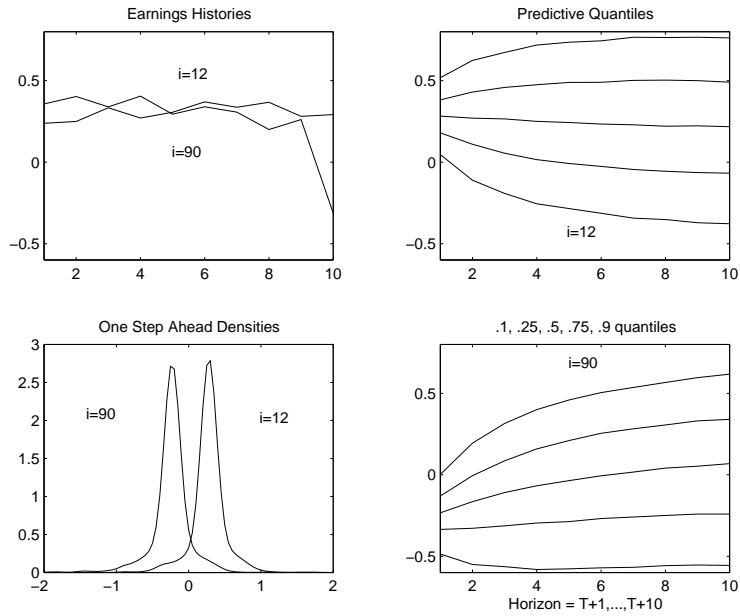 Earnings Histories
0.5
0
−0.5
2 4 6 8 10
i=12
i=90
Predictive Quantiles
0.5
0
−0.5
2 4 6 8 10
i=12
One Step Ahead Densities
3
2.5
2
1.5
1
0.5
0
−2 −1 0 1 2
i=90
i=12
.1, .25, .5, .75, .9 quantiles
i=90
0.5
0
−0.5
2 4 6 8 10
Horizon = T+1,...,T+10